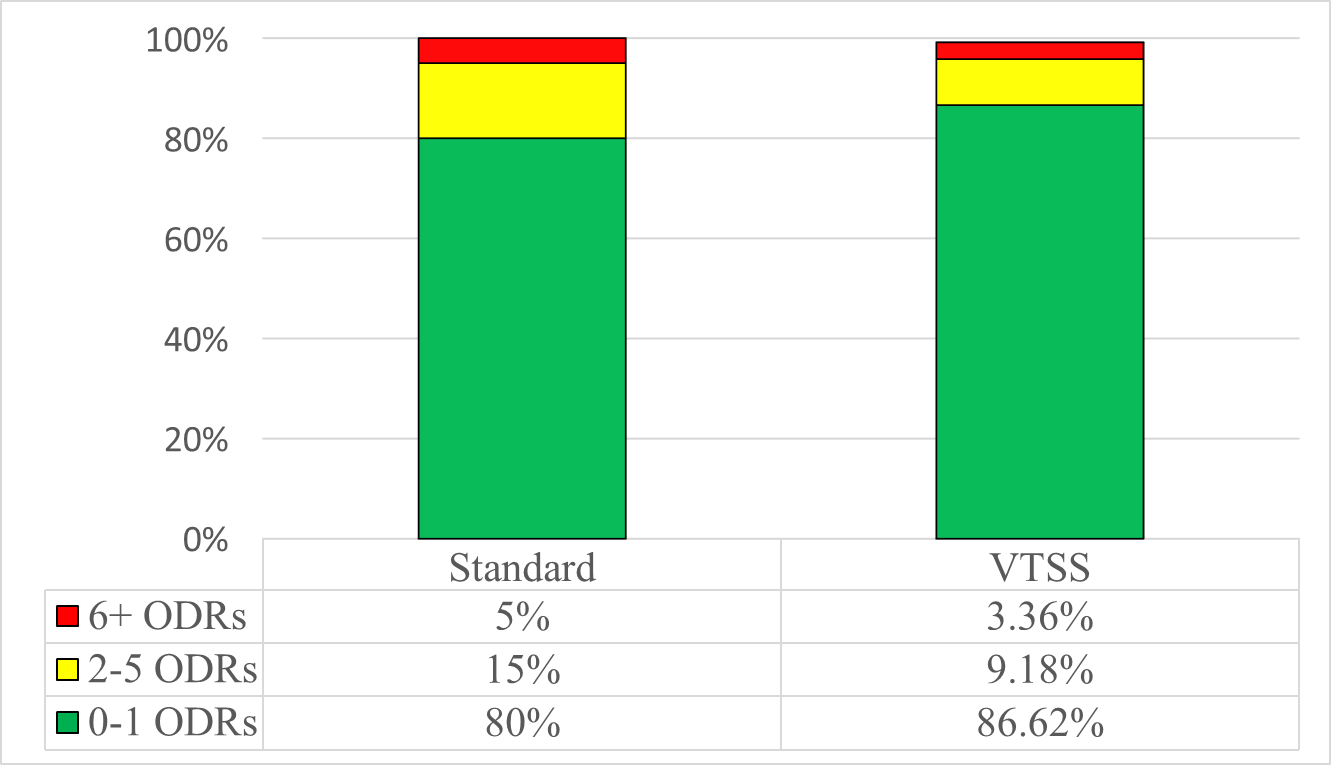 100%
80%
60%
40%
20%
0%
Standard VTSS
6+ ODRs 5% 3.36%
2-5 ODRs 15% 9.18%
0-1 ODRs 80% 86.62%